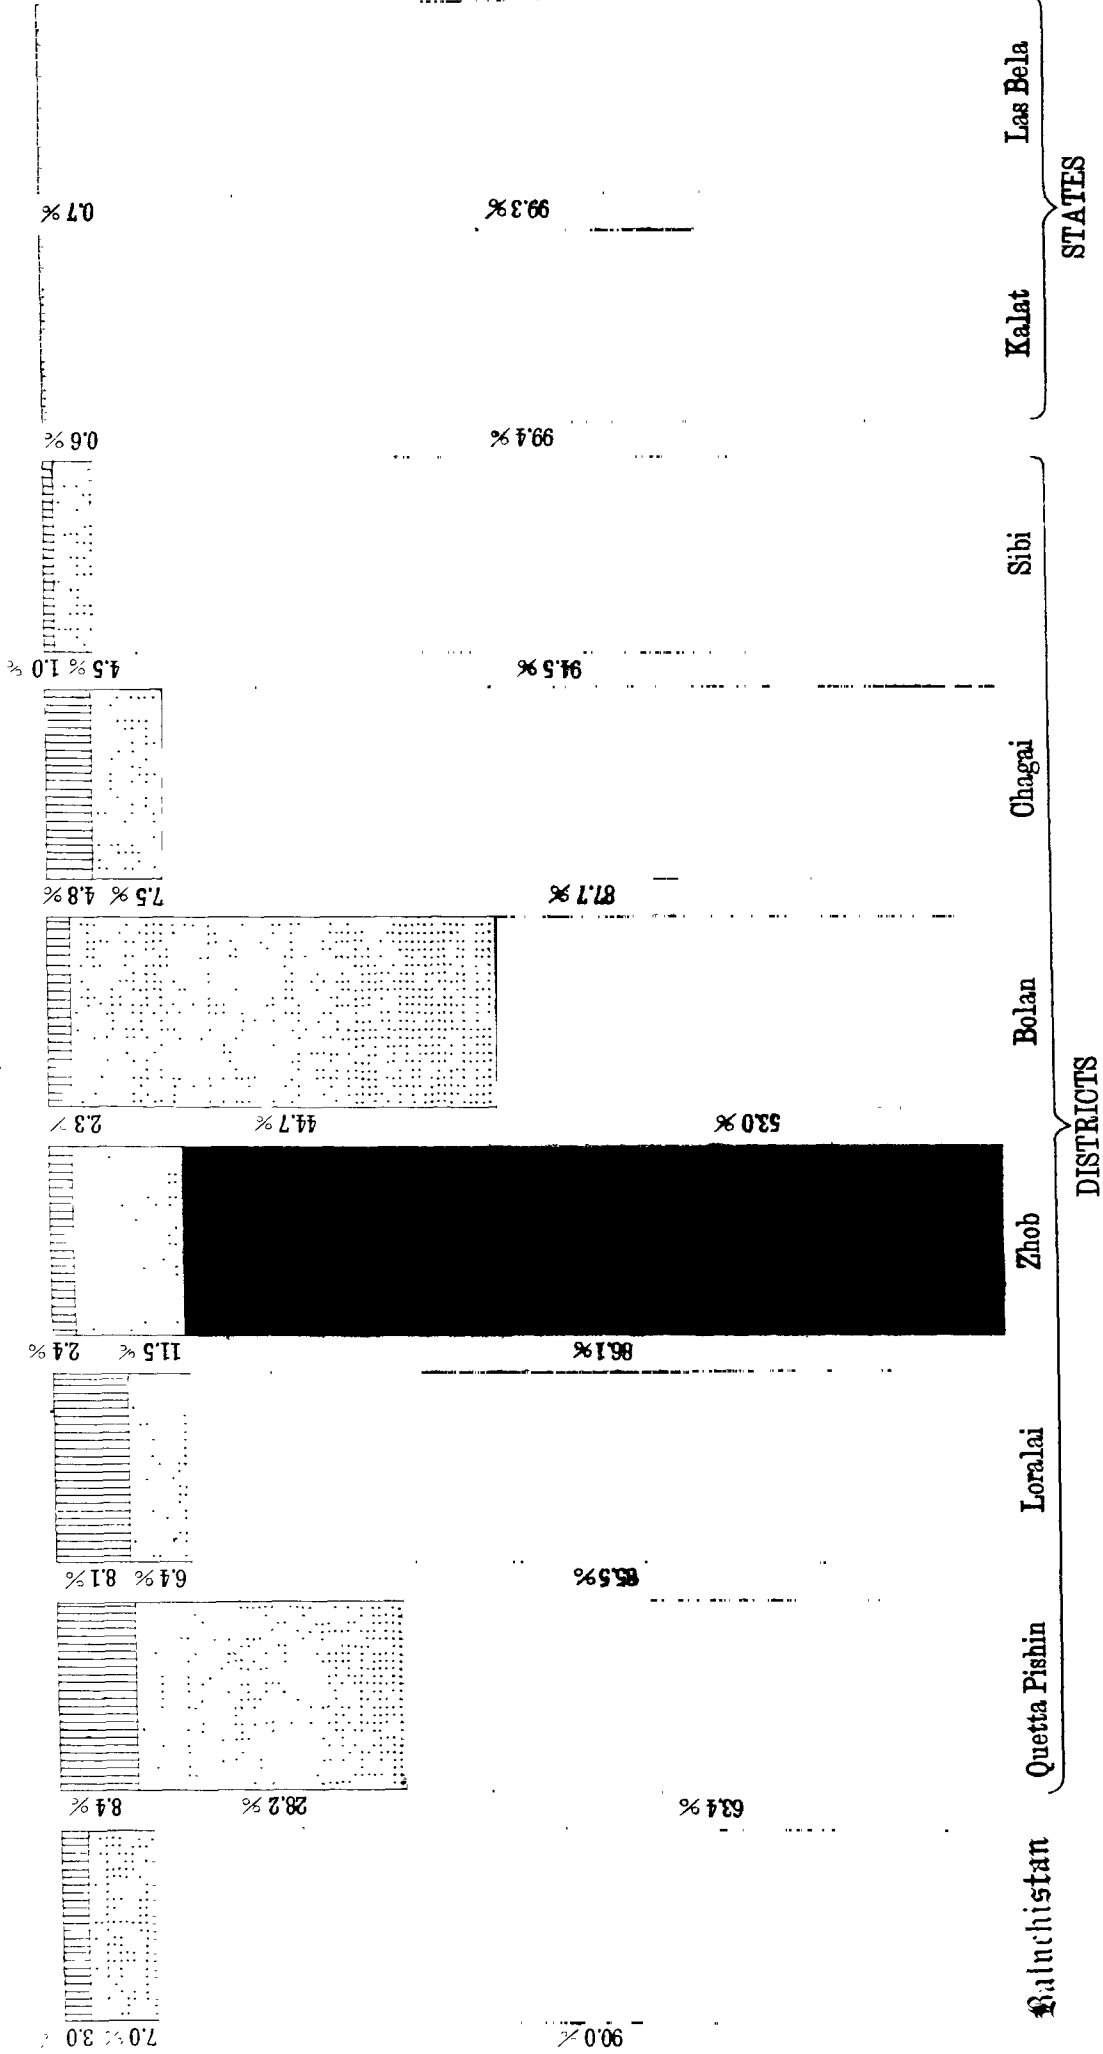 Baluchistan
3.0
7.0%
90.0%
Quetta Pishin
8.4%
28.2%
63.4%
Loralai
8.1%
6.4%
85.5%
Zhob
2.4%
11.5%
86.1%
Bolan
2.3
44.7%
53.0%
Chagai
4.8%
7.5%
87.7%
Sibi
1.0
4.5%
94.5%
Kalat
0.6%
99.4%
Las Bela
0.7%
99.3%
DISTRICTS
STATES